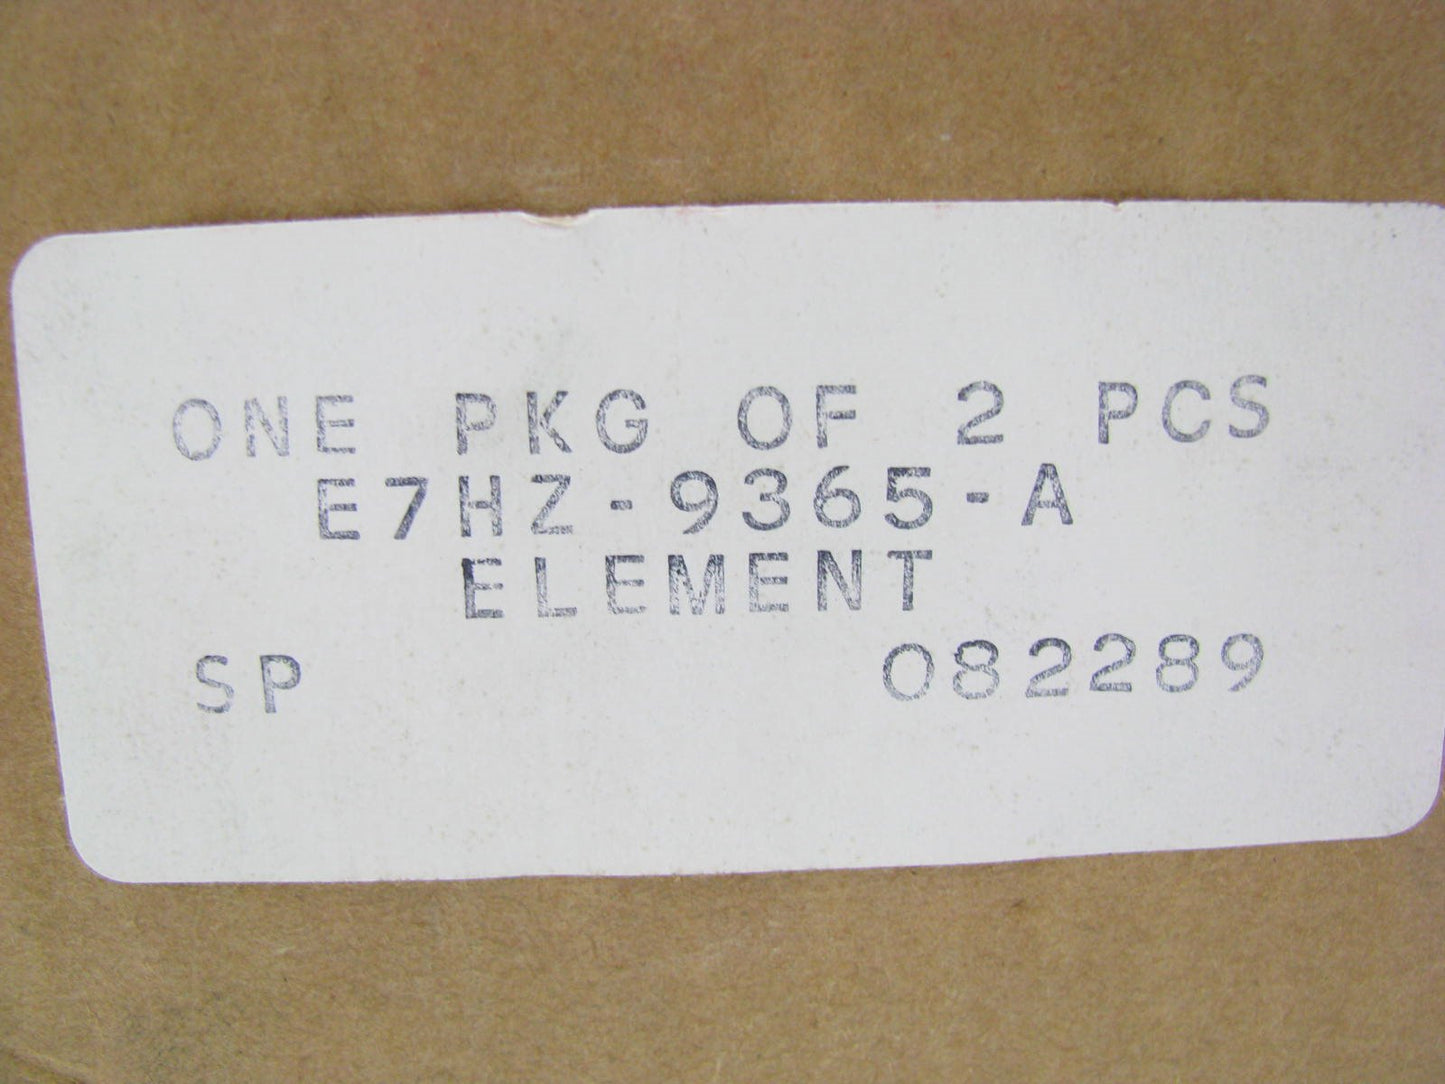 ONE PKG OF 2 PCS
E7HZ-9365-A
ELEMENT
SP 082289